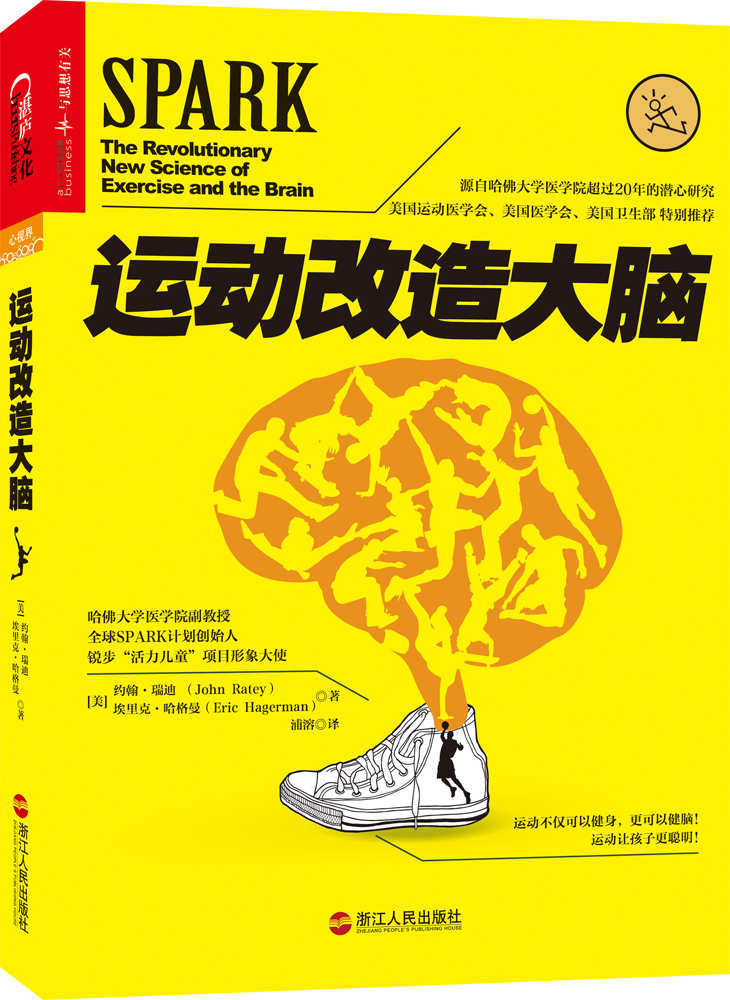 湛庐文化
Cheers Publishing
business
与思想有关
心视界
运动改造大脑
[美]
约翰·瑞迪
埃里克·哈格曼
◎著
浙江人民出版社
ZHEJIANG PEOPLE'S PUBLISHING HOUSE
SPARK
The Revolutionary
New Science of
Exercise and the Brain
源自哈佛大学医学院超过20年的潜心研究
美国运动医学会、美国医学会、美国卫生部 特别推荐
运动改造大脑
哈佛大学医学院副教授
全球SPARK计划创始人
锐步“活力儿童”项目形象大使
[美]
约翰·瑞迪 （John Ratey）
埃里克·哈格曼（Eric Hagerman）
◎著
浦溶◎译
运动不仅可以健身，更可以健脑！
运动让孩子更聪明！
浙江人民出版社
ZHEJIANG PEOPLE'S PUBLISHING HOUSE